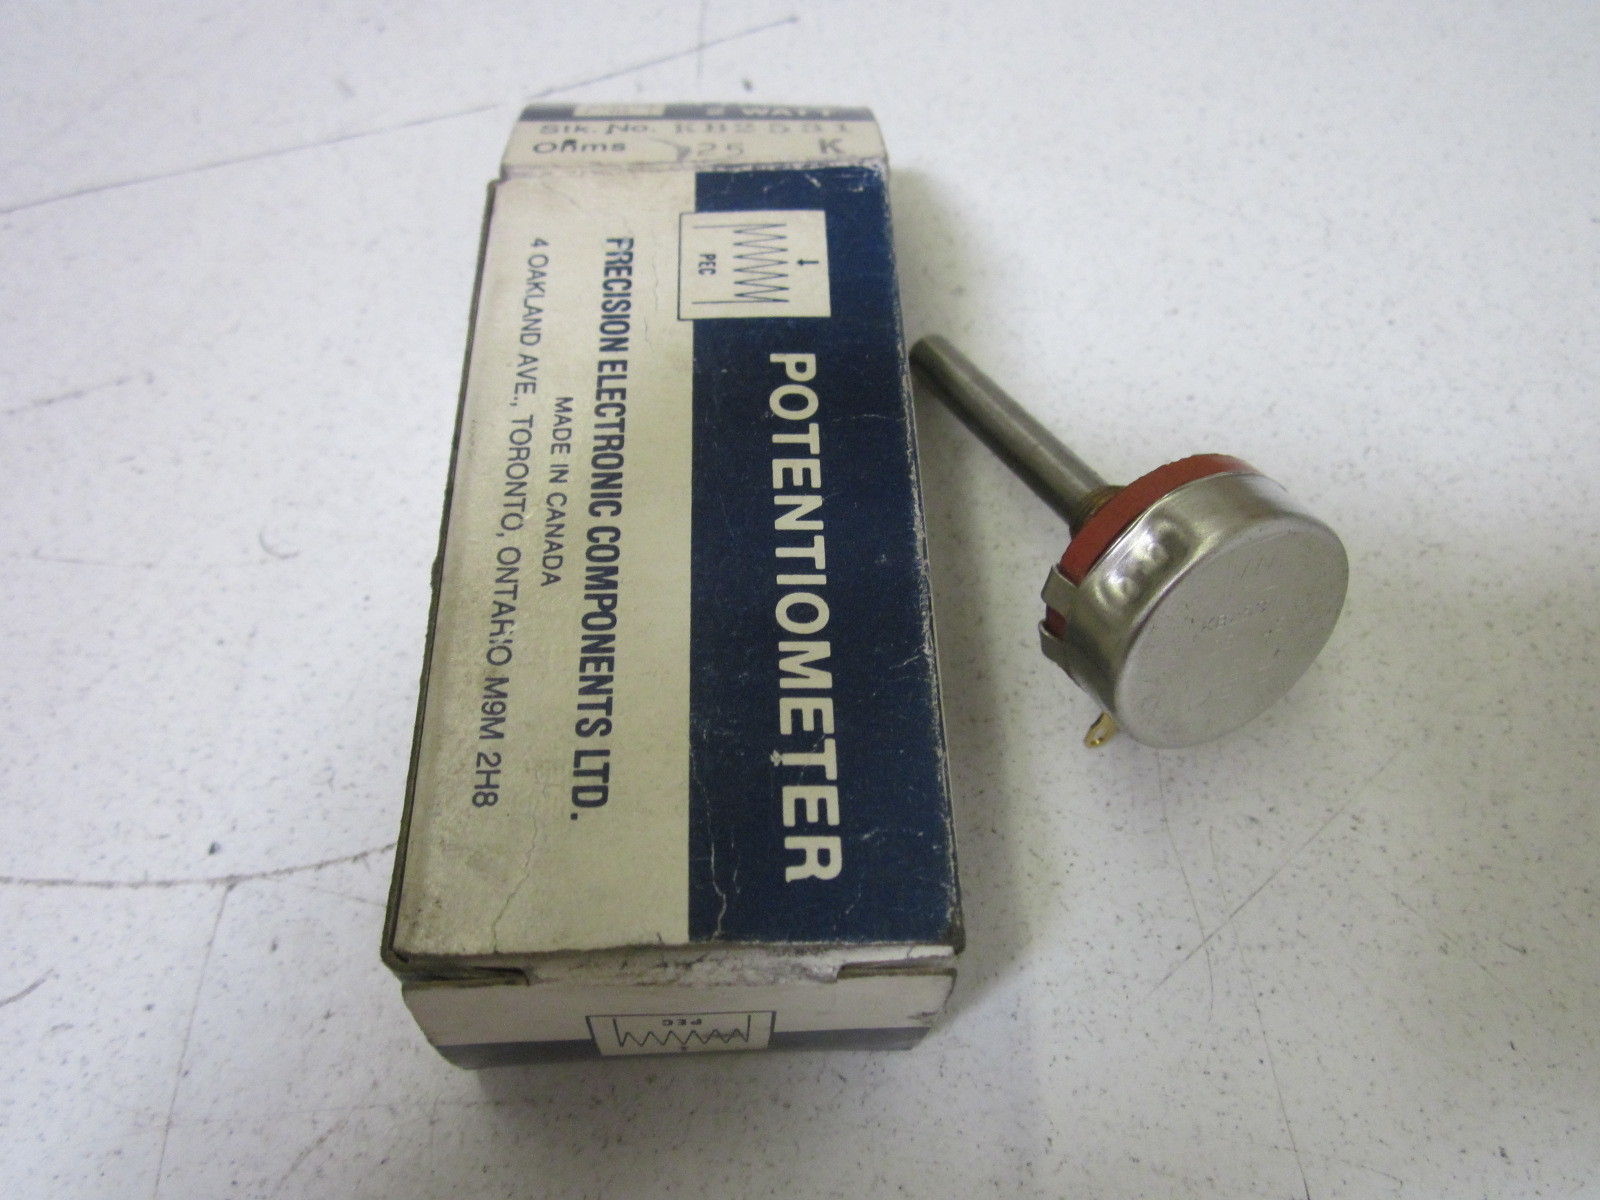 2 WATT
Stk. No. KB2531
Ohms 25 K
PEC
POTENTIOMETER
PRECISION ELECTRONIC COMPONENTS LTD.
MADE IN CANADA
4 OAKLAND AVE., TORONTO, ONTARIO M9M 2H8
PEC